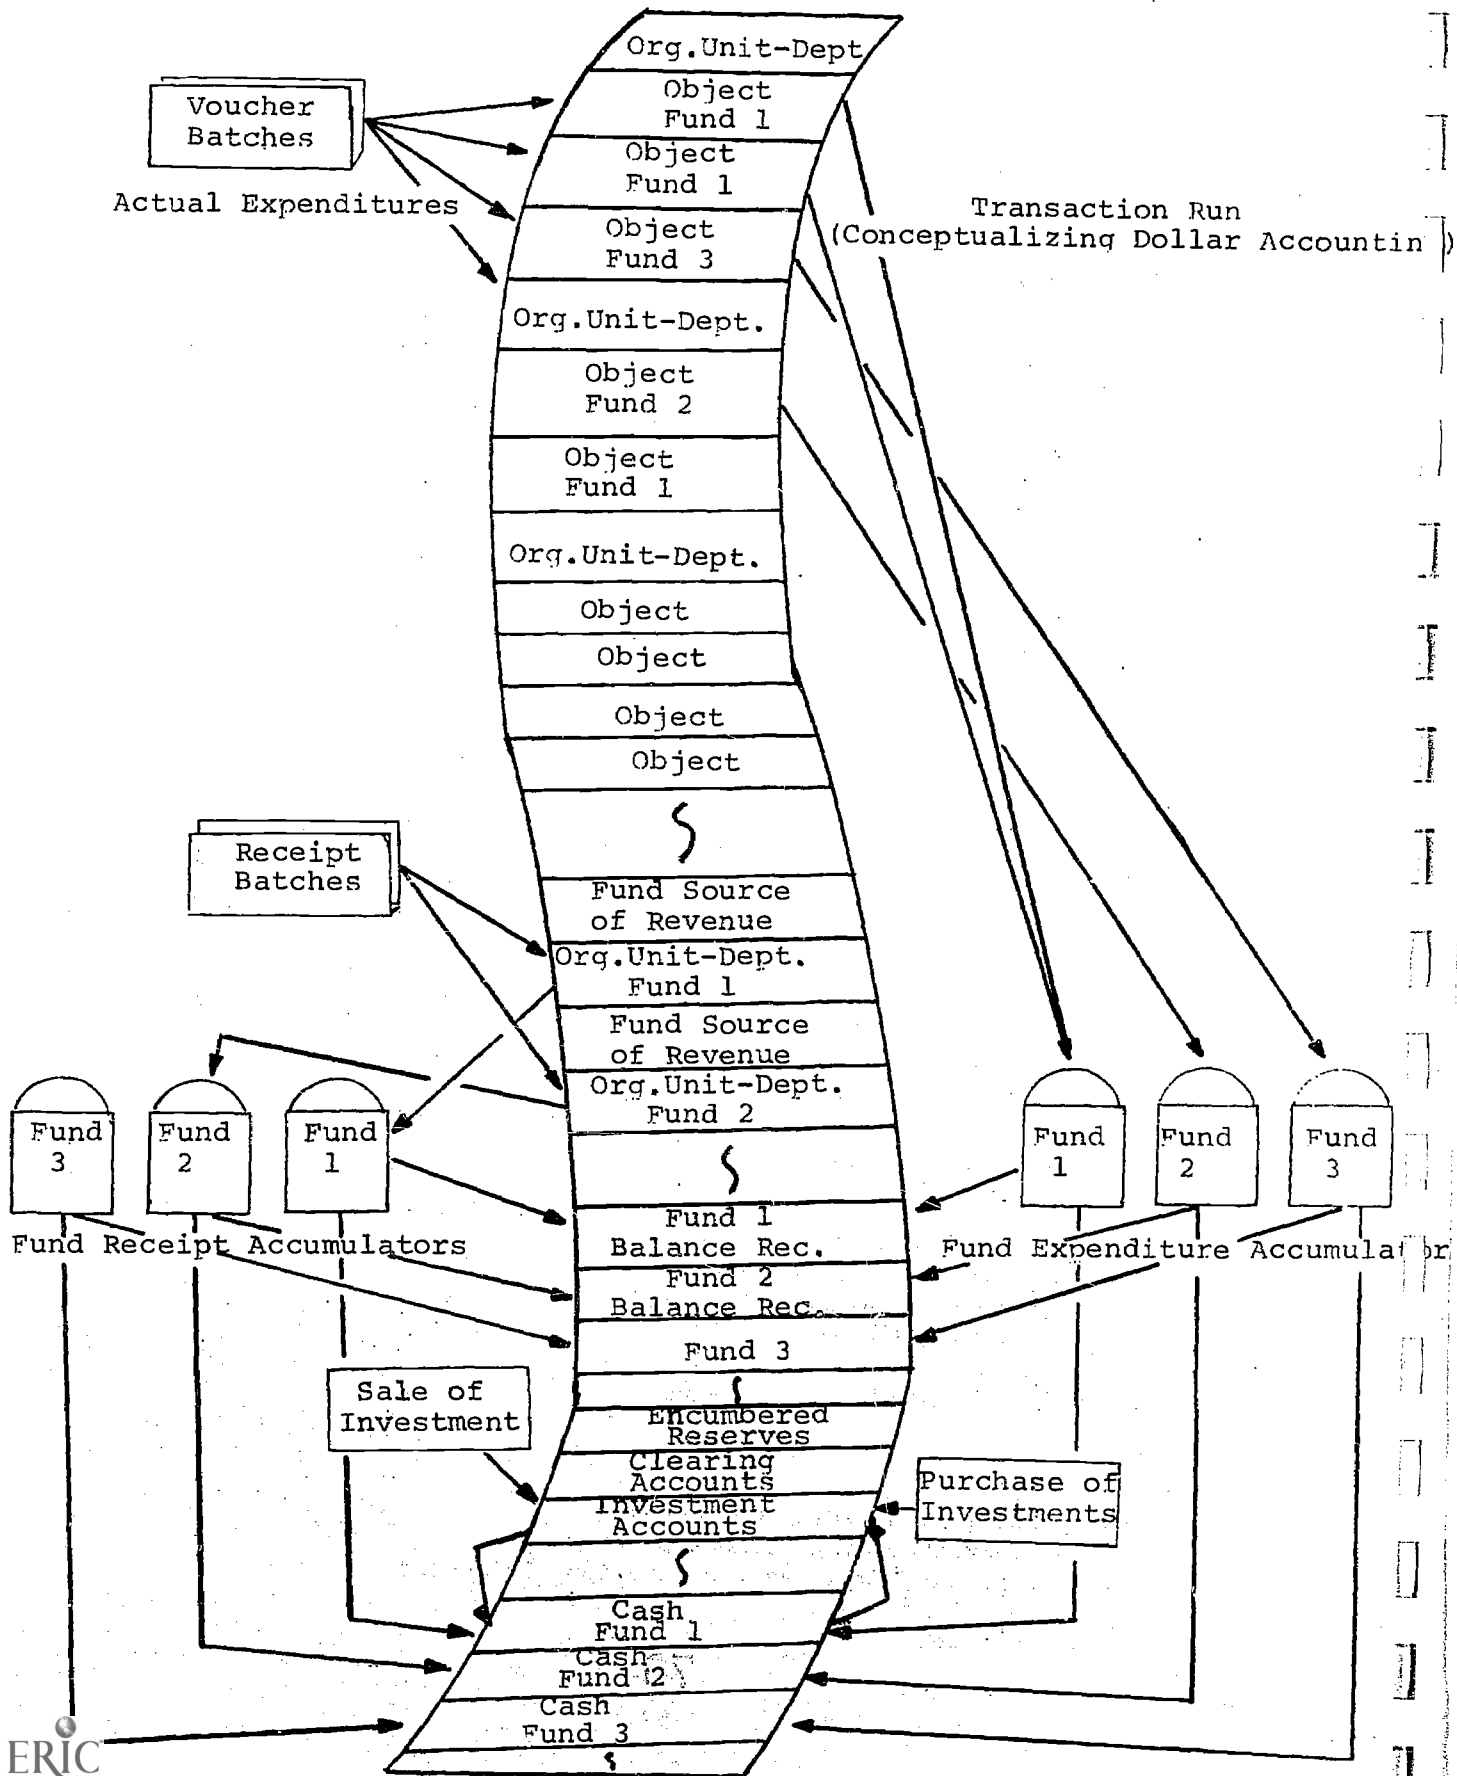 Org.Unit-Dept
Voucher
Batches
Object
Fund 1
Object
Fund 1
Actual Expenditures
Transaction Run
(Conceptualizing Dollar Accountin )
Object
Fund 3
Org.Unit-Dept.
Object
Fund 2
Object
Fund 1
Org.Unit-Dept.
Object
Object
Object
Object
Receipt
Batches
Fund Source
of Revenue
Org.Unit-Dept.
Fund 1
Fund Source
of Revenue
Org.Unit-Dept.
Fund 2
Fund
3
Fund
2
Fund
1
Fund
1
Fund
2
Fund
3
Fund 1
Balance Rec.
Fund Receipt Accumulators
Fund Expenditure Accumulator
Fund 2
Balance Rec.
Fund 3
Sale of
Investment
Encumbered
Reserves
Clearing
Accounts
Purchase of
Investments
Investment
Accounts
Cash
Fund 1
Cash
Fund 2
Cash
Fund 3
ERIC